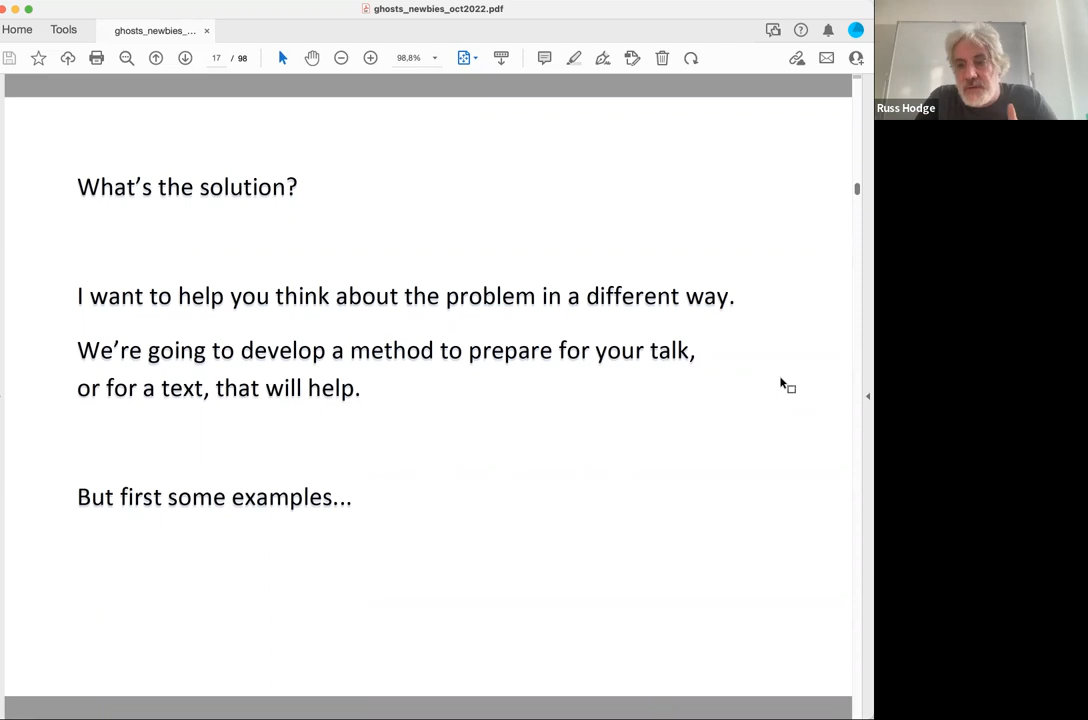 ghosts_newbies_oct2022.pdf
Home
Tools
ghosts_newbies_...
17 / 98
98,8%
Russ Hodge
What's the solution?
I want to help you think about the problem in a different way.
We're going to develop a method to prepare for your talk,
or for a text, that will help.
But first some examples...